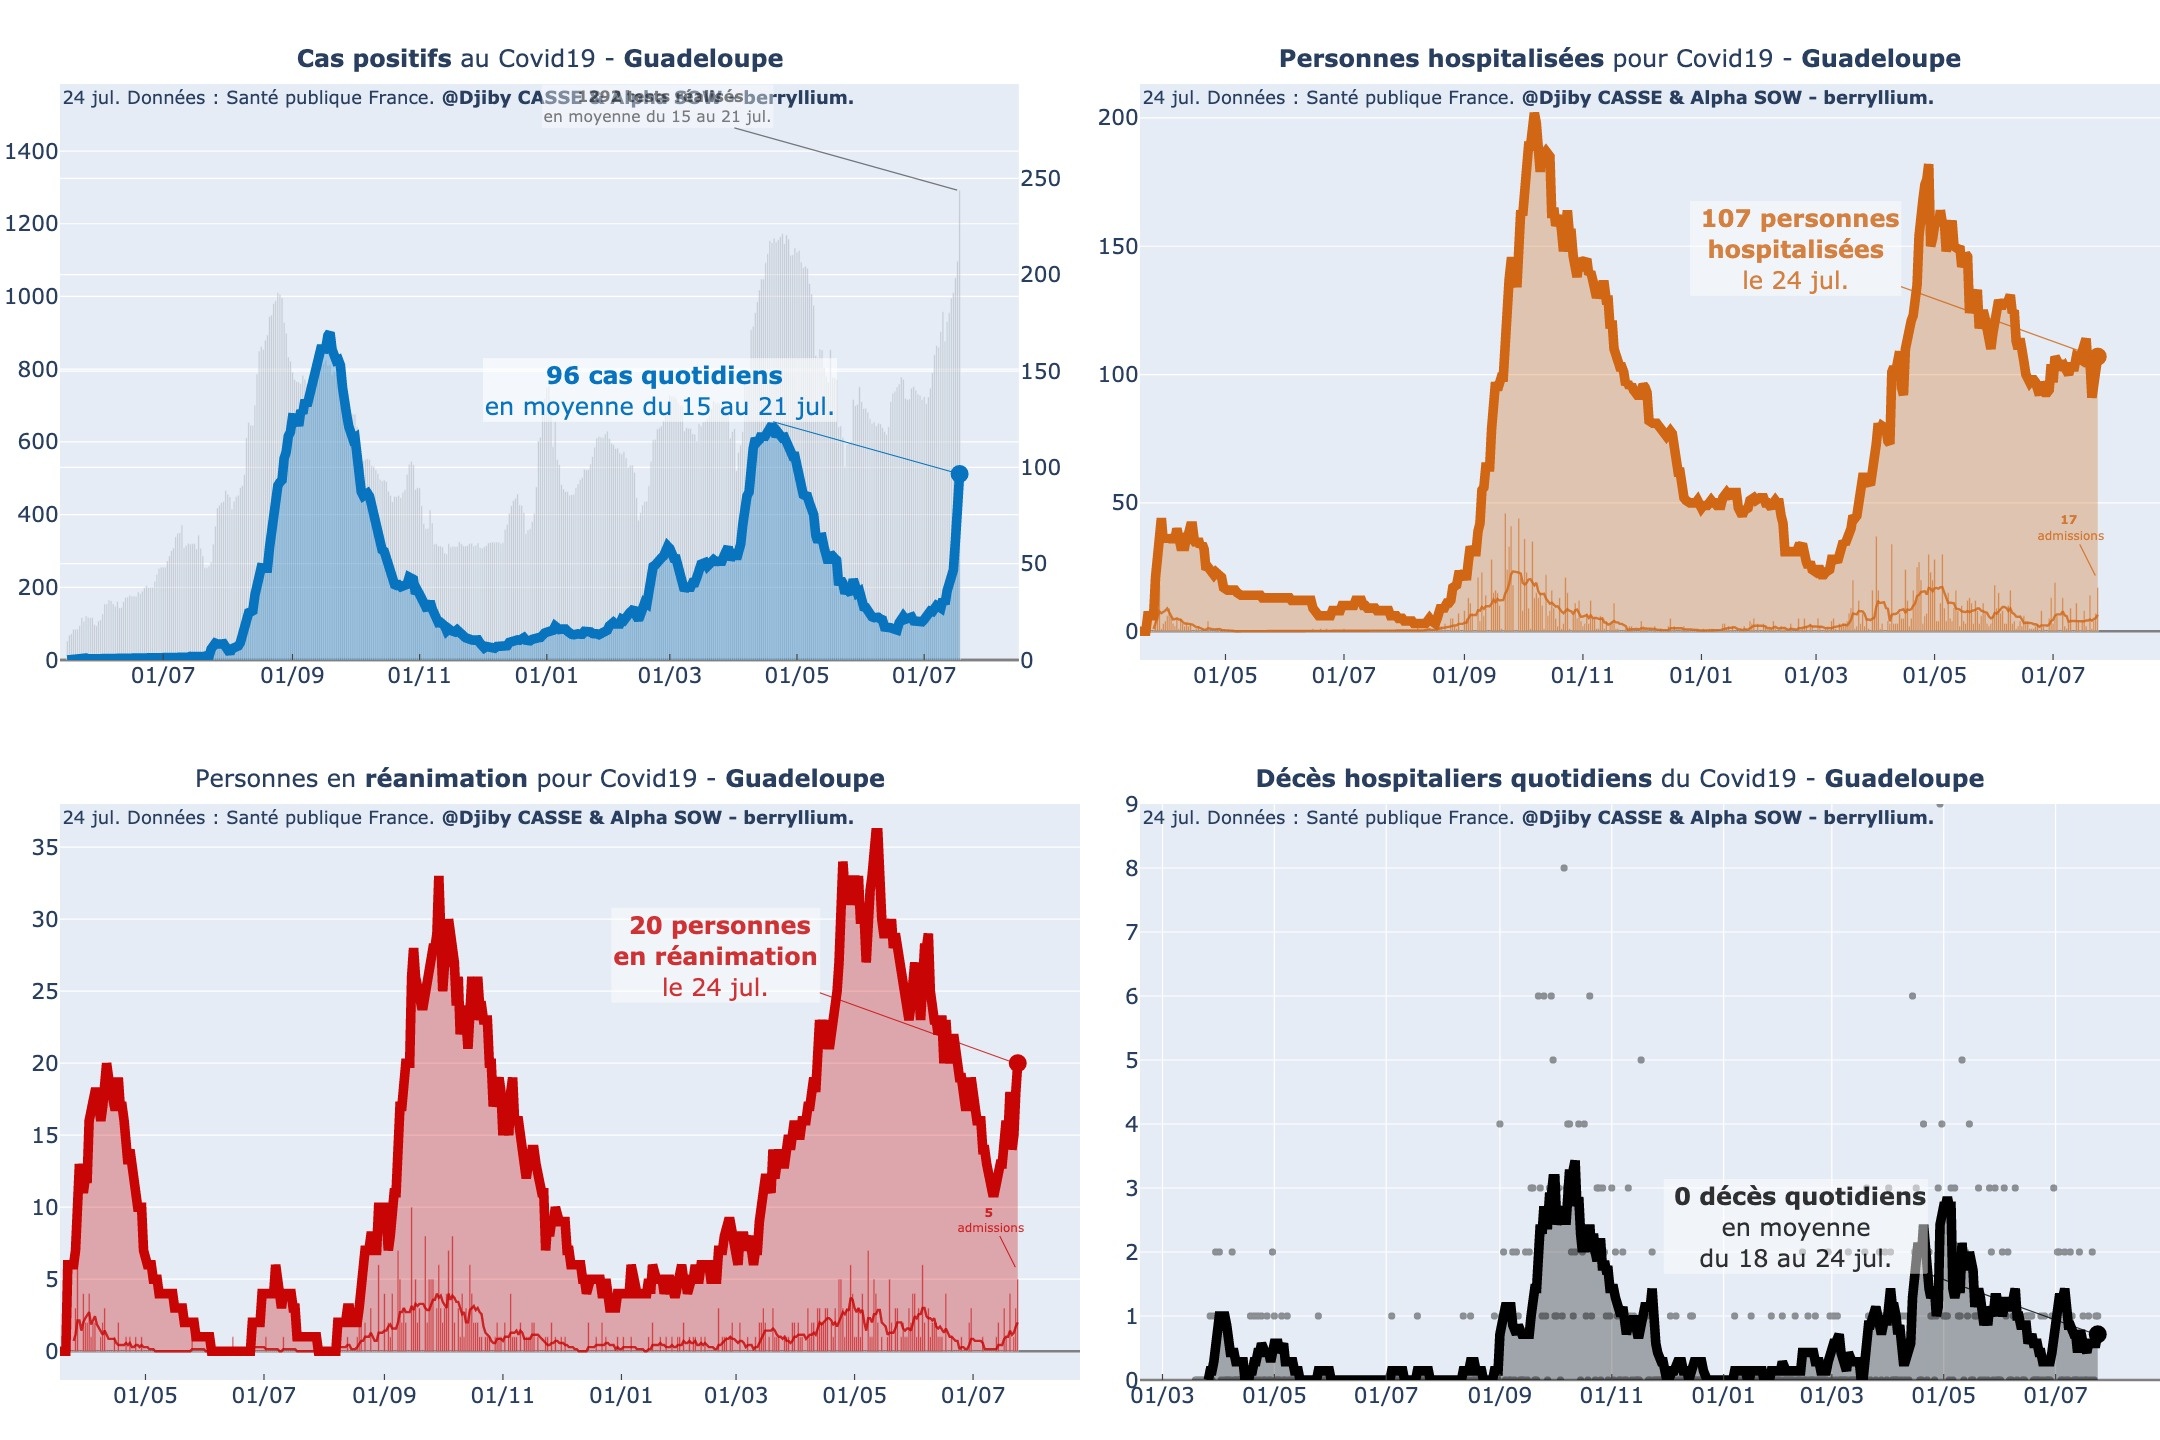 Cas positifs au Covid19 - Guadeloupe
24 jul. Données : Santé publique France. @Djiby CASSE & Alpha SOW - berryllium.
en moyenne du 15 au 21 jul.
1400
1200
1000
800
600
400
200
0
250
200
150
100
50
0
96 cas quotidiens
en moyenne du 15 au 21 jul.
01/07 01/09 01/11 01/01 01/03 01/05 01/07
Personnes hospitalisées pour Covid19 - Guadeloupe
24 jul. Données : Santé publique France. @Djiby CASSE & Alpha SOW - berryllium.
200
150
100
50
0
107 personnes
hospitalisées
le 24 jul.
17
admissions
01/05 01/07 01/09 01/11 01/01 01/03 01/05 01/07
Personnes en réanimation pour Covid19 - Guadeloupe
24 jul. Données : Santé publique France. @Djiby CASSE & Alpha SOW - berryllium.
35
30
25
20
15
10
5
0
20 personnes
en réanimation
le 24 jul.
5
admissions
01/05 01/07 01/09 01/11 01/01 01/03 01/05 01/07
Décès hospitaliers quotidiens du Covid19 - Guadeloupe
24 jul. Données : Santé publique France. @Djiby CASSE & Alpha SOW - berryllium.
9
8
7
6
5
4
3
2
1
0
0 décès quotidiens
en moyenne
du 18 au 24 jul.
01/03 01/05 01/07 01/09 01/11 01/01 01/03 01/05 01/07